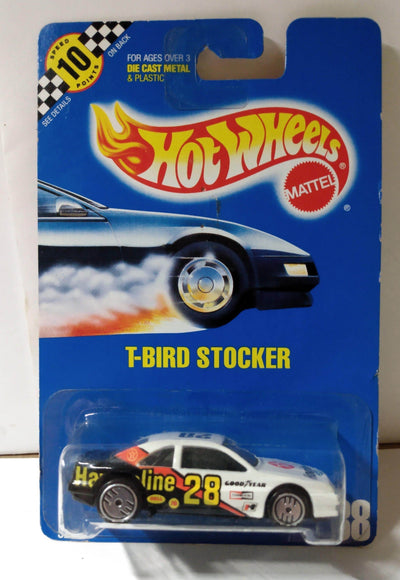 SPEED
10
POINTS
ON BACK
SEE DETAILS
FOR AGES OVER 3
DIE CAST METAL
& PLASTIC
HOT WHEELS
®
MATTEL
®
T-BIRD STOCKER
28
GOODYEAR